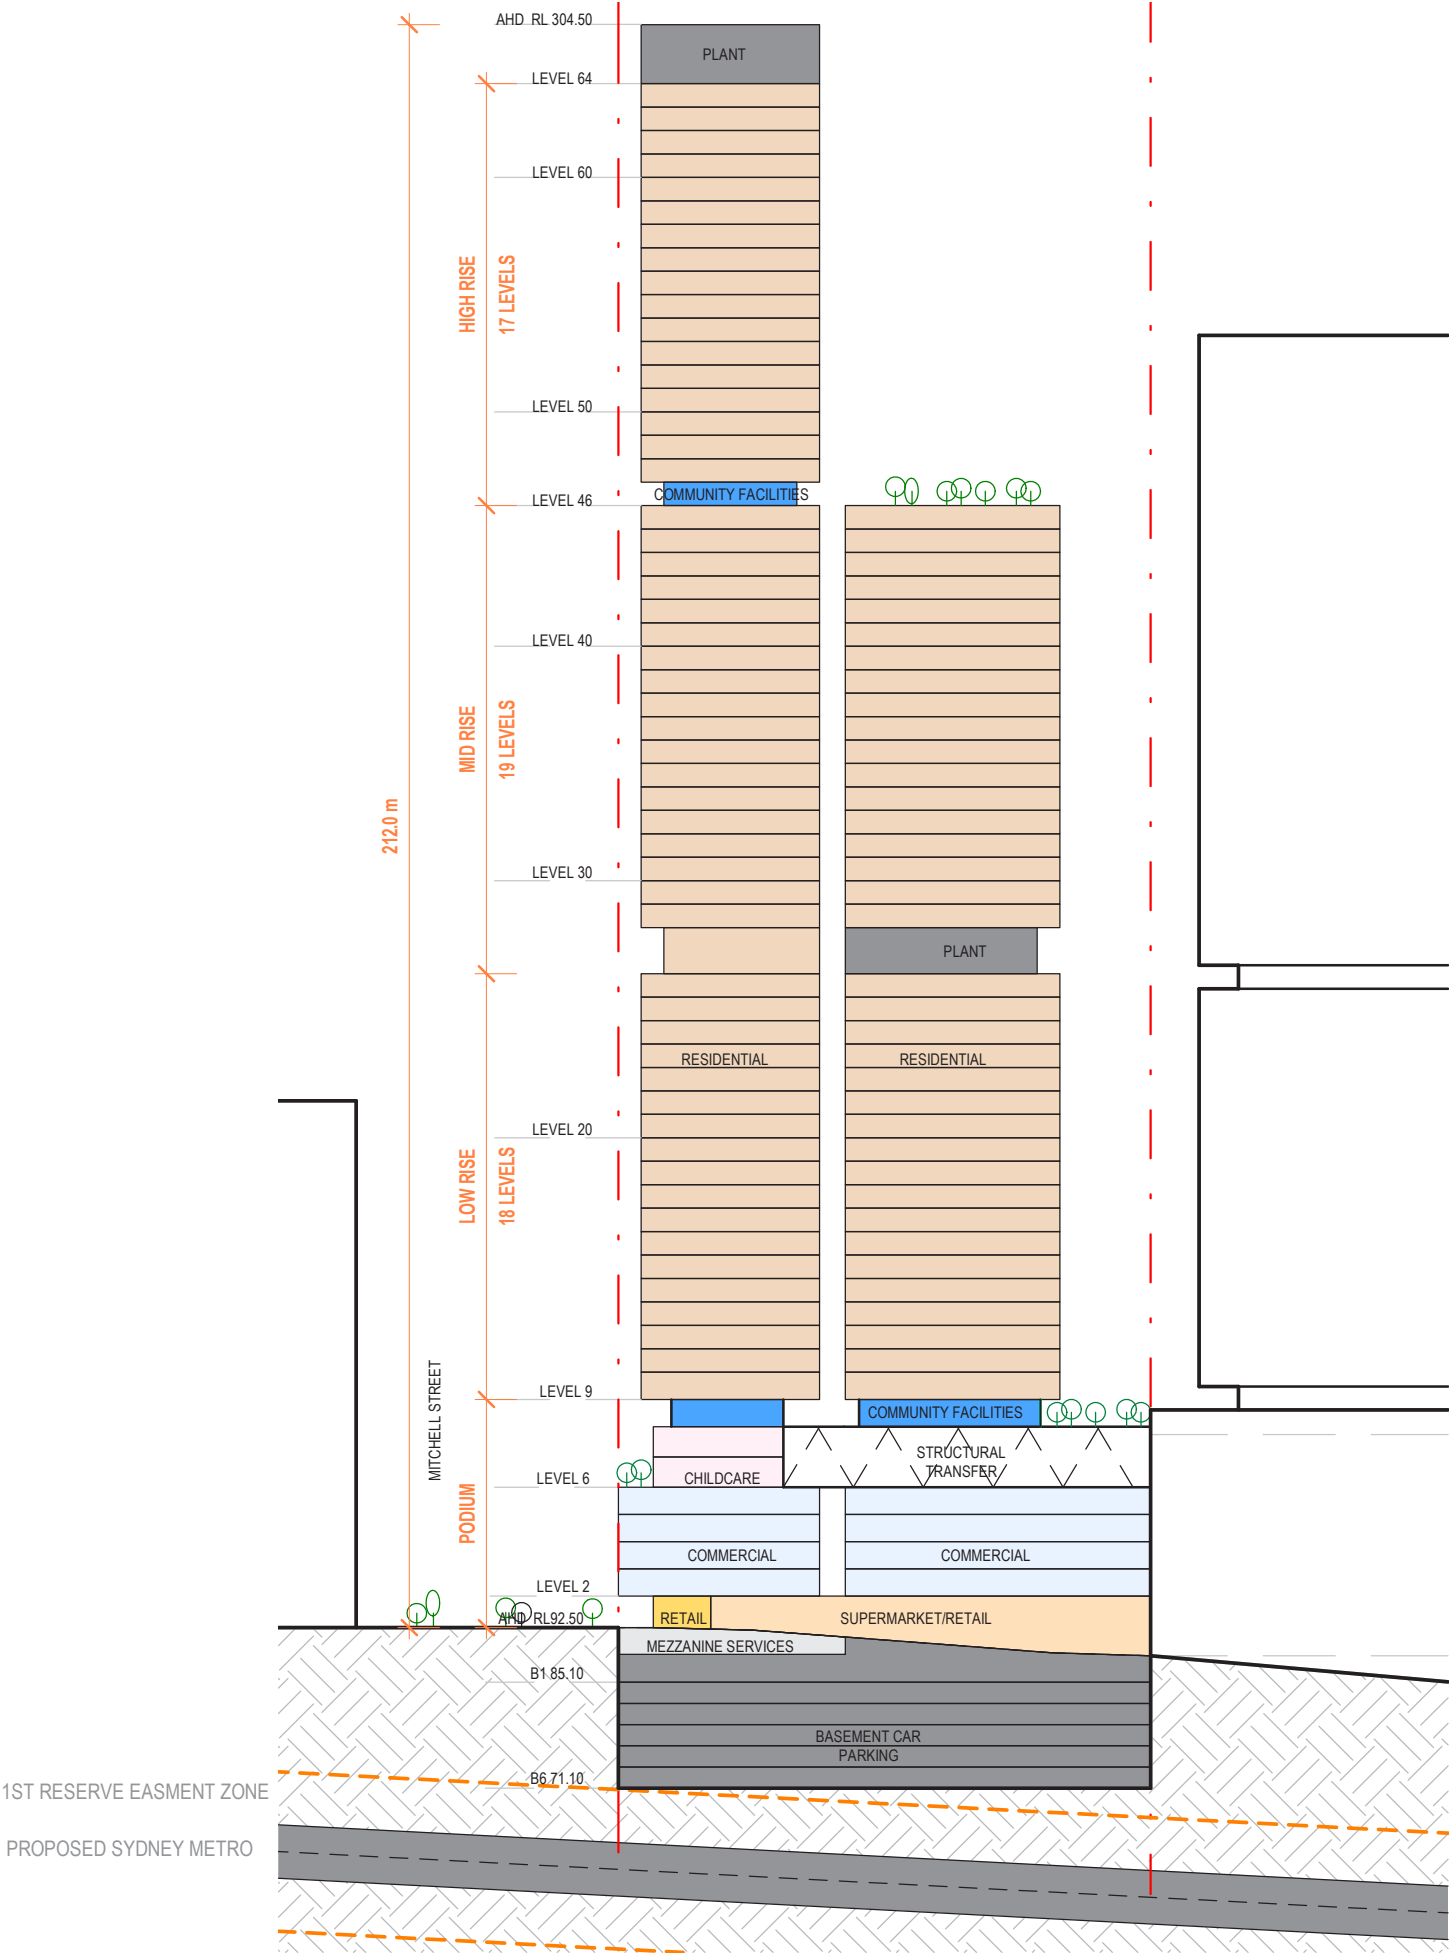 AHD RL 304.50
PLANT
LEVEL 64
LEVEL 60
HIGH RISE
17 LEVELS
LEVEL 50
COMMUNITY FACILITIES
LEVEL 46
LEVEL 40
MID RISE
19 LEVELS
212.0 m
LEVEL 30
PLANT
RESIDENTIAL
RESIDENTIAL
LEVEL 20
LOW RISE
18 LEVELS
LEVEL 9
MITCHELL STREET
COMMUNITY FACILITIES
STRUCTURAL
TRANSFER
LEVEL 6
CHILDCARE
PODIUM
COMMERCIAL
COMMERCIAL
LEVEL 2
AHD RL92.50
RETAIL
SUPERMARKET/RETAIL
MEZZANINE SERVICES
B1 85.10
BASEMENT CAR
PARKING
B6 71.10
1ST RESERVE EASMENT ZONE
PROPOSED SYDNEY METRO